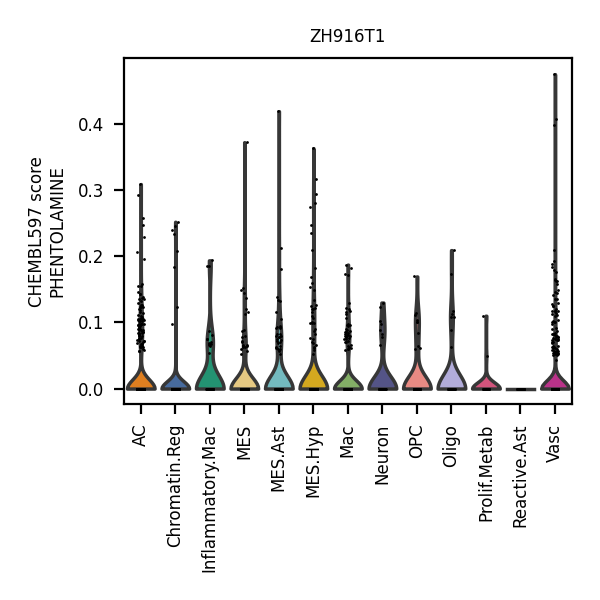 ZH916T1
CHEMBL597 score
PHENTOLAMINE
0.4
0.3
0.2
0.1
0.0
AC
Chromatin.Reg
Inflammatory.Mac
MES
MES.Ast
MES.Hyp
Mac
Neuron
OPC
Oligo
Prolif.Metab
Reactive.Ast
Vasc